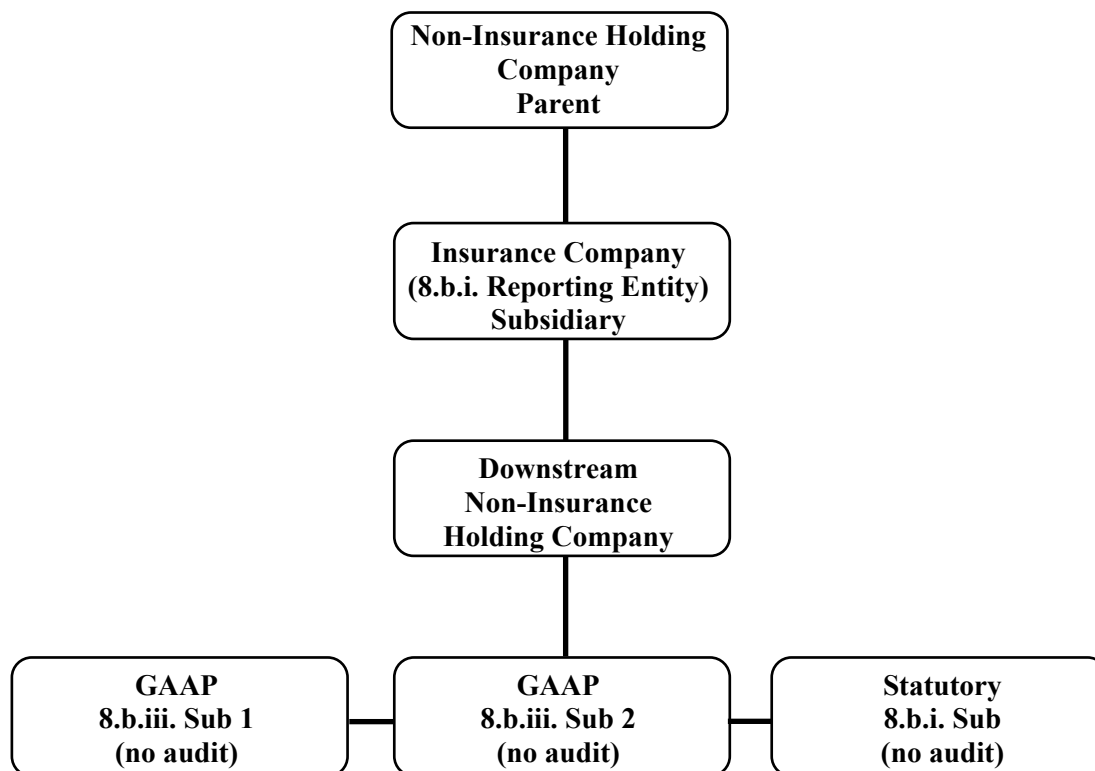 Non-Insurance Holding
Company
Parent
Insurance Company
(8.b.i. Reporting Entity)
Subsidiary
Downstream
Non-Insurance
Holding Company
GAAP
8.b.iii. Sub 1
(no audit)
GAAP
8.b.iii. Sub 2
(no audit)
Statutory
8.b.i. Sub
(no audit)